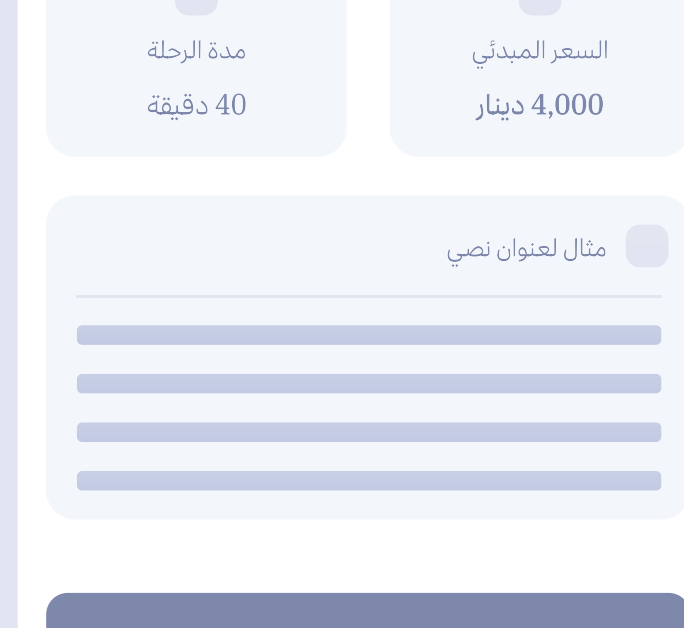 السعر المبدئي
4,000 دينار
مدة الرحلة
40 دقيقة
مثال لعنوان نصي